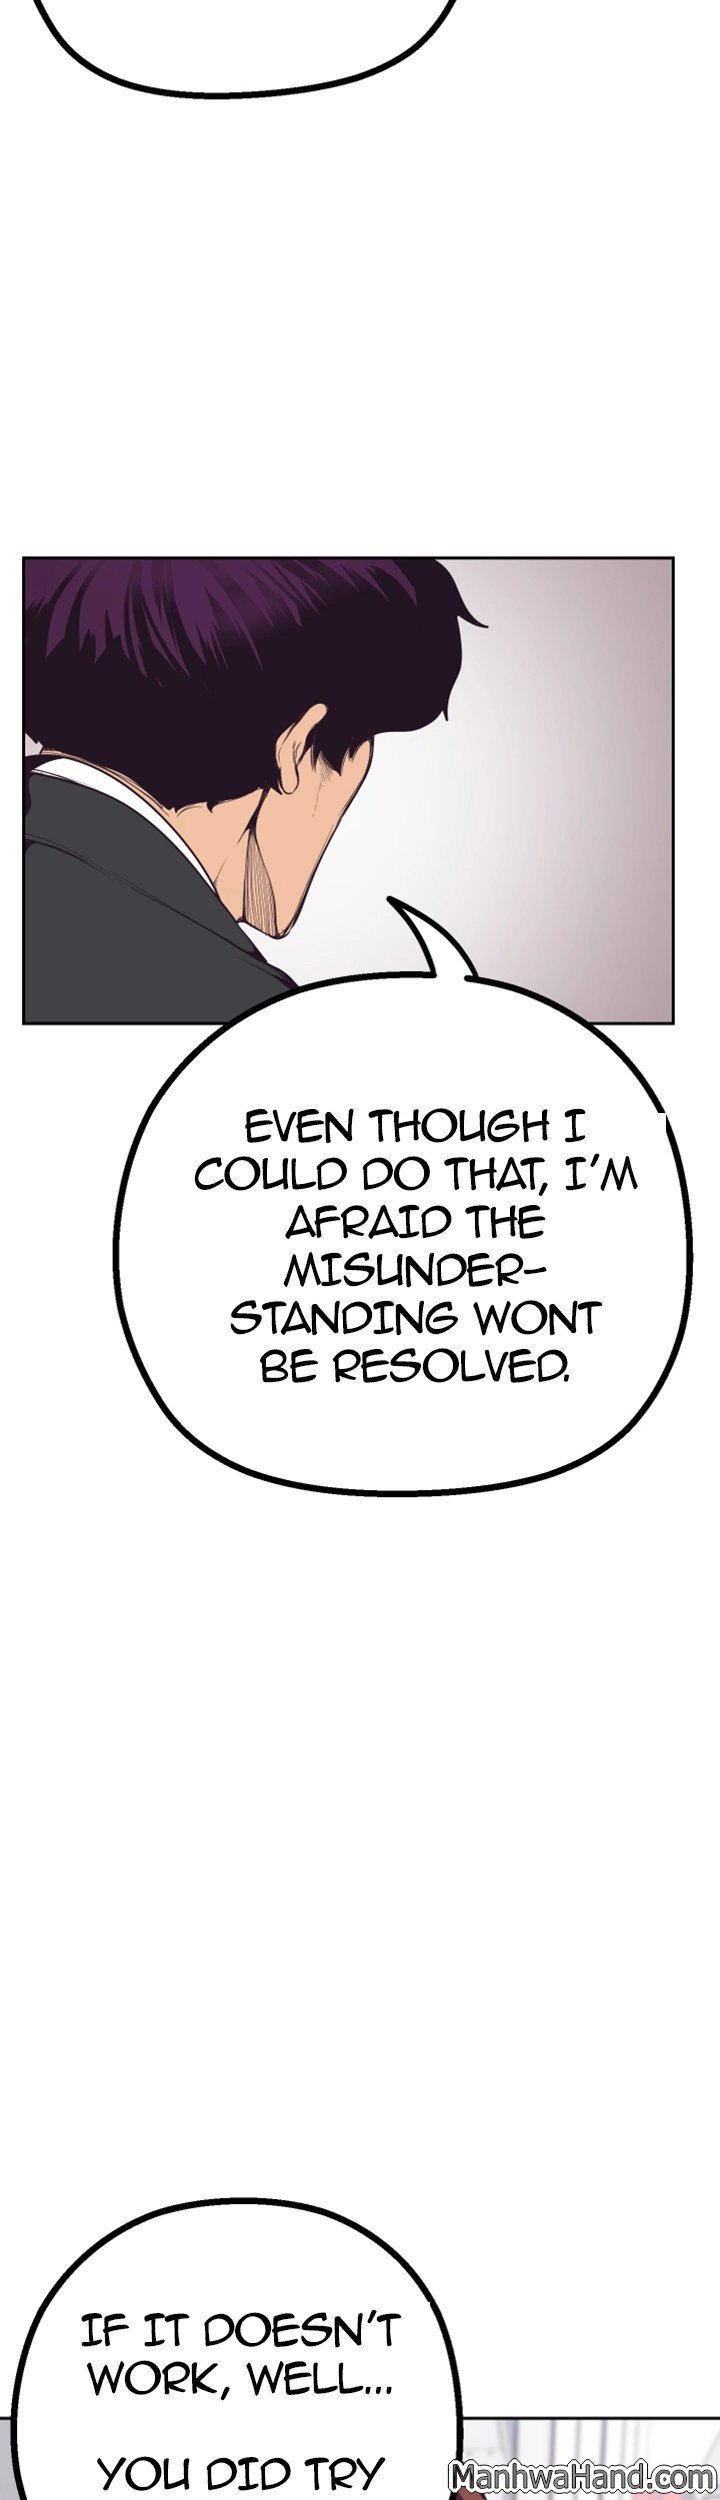 EVEN THOUGH I
COULD DO THAT, I'M
AFRAID THE
MISUNDER-
STANDING WONT
BE RESOLVED.
IF IT DOESN'T
WORK, WELL....
YOU DID TRY
ManhwaHand.com